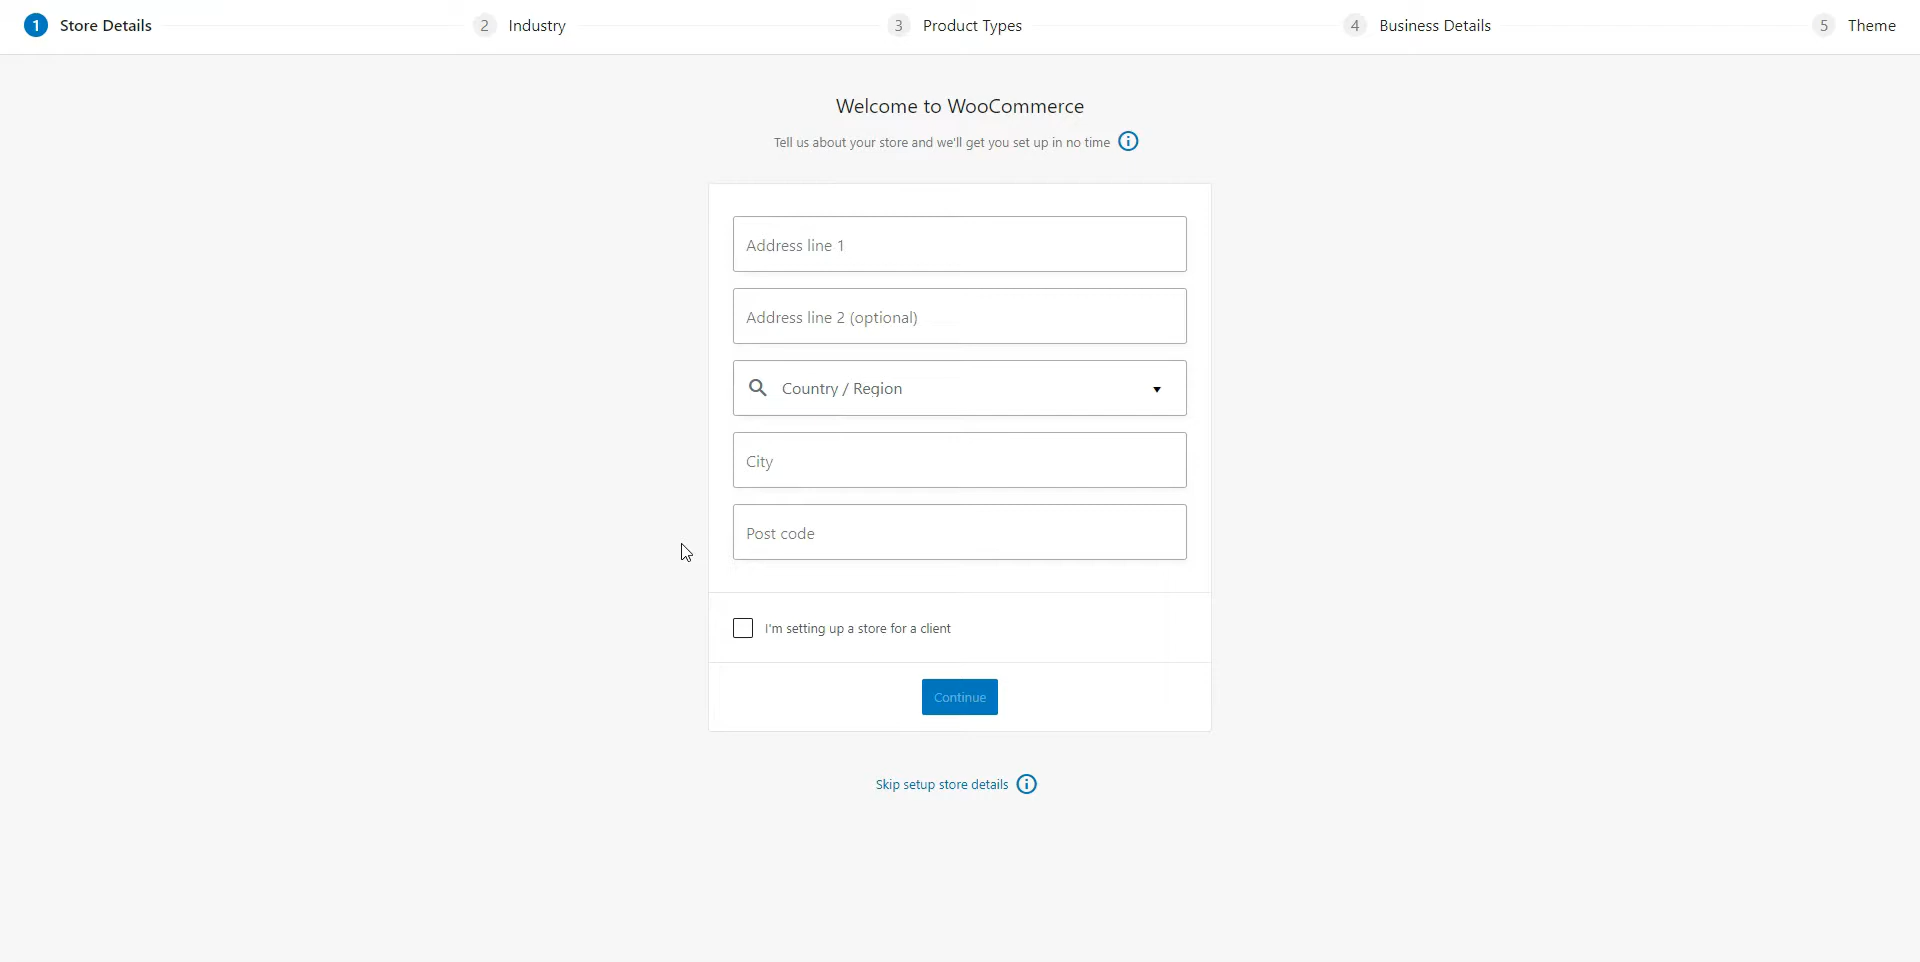 1 Store Details 2 Industry 3 Product Types 4 Business Details 5 Theme
Welcome to WooCommerce
Tell us about your store and we'll get you set up in no time
Address line 1
Address line 2 (optional)
Country / Region
City
Post code
I'm setting up a store for a client
Continue
Skip setup store details